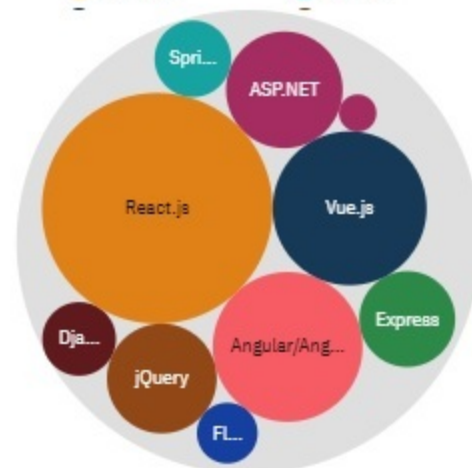 Spri...
ASP.NET
React.js
Vue.js
Express
Dja...
Angular/Ang...
jQuery
Fl...